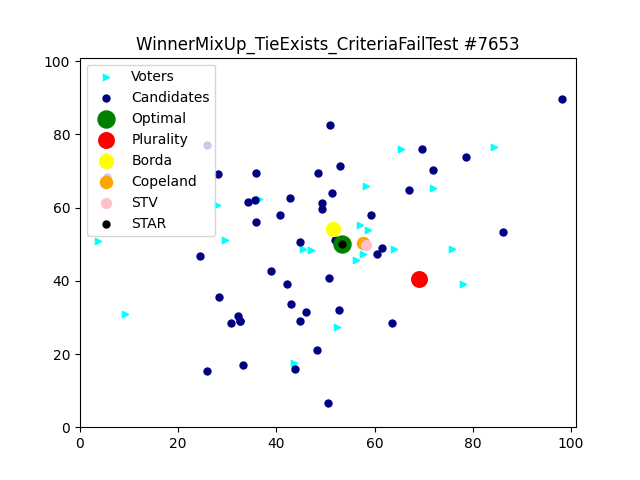 WinnerMixUp_TieExists_CriteriaFailTest #7653
100
80
60
40
20
0
Voters
Candidates
Optimal
Plurality
Borda
Copeland
STV
STAR
0 20 40 60 80 100